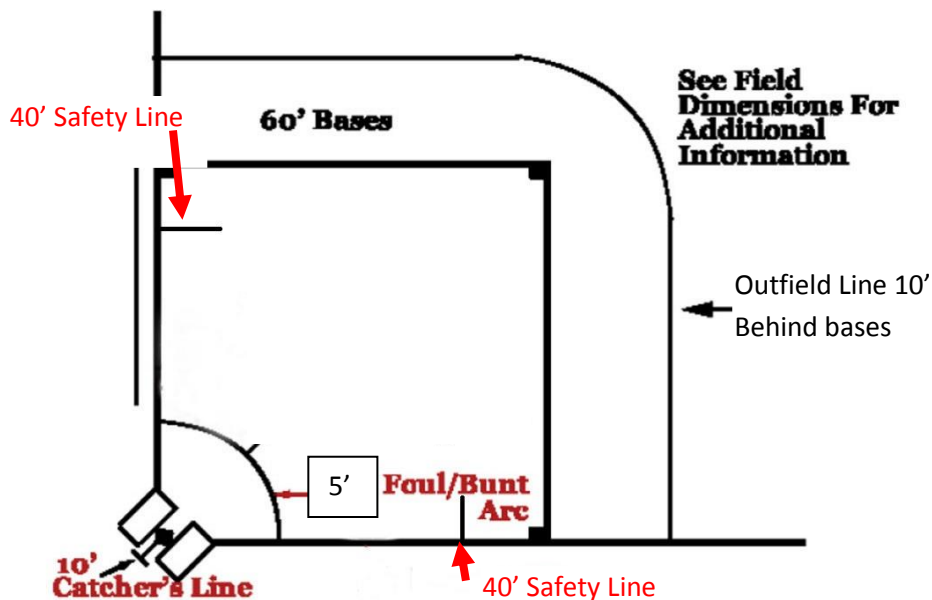 See Field
Dimensions For
Additional
Information
40’ Safety Line
60’ Bases
Outfield Line 10’
Behind bases
5’
Foul/Bunt
Arc
10’
Catcher's Line
40’ Safety Line